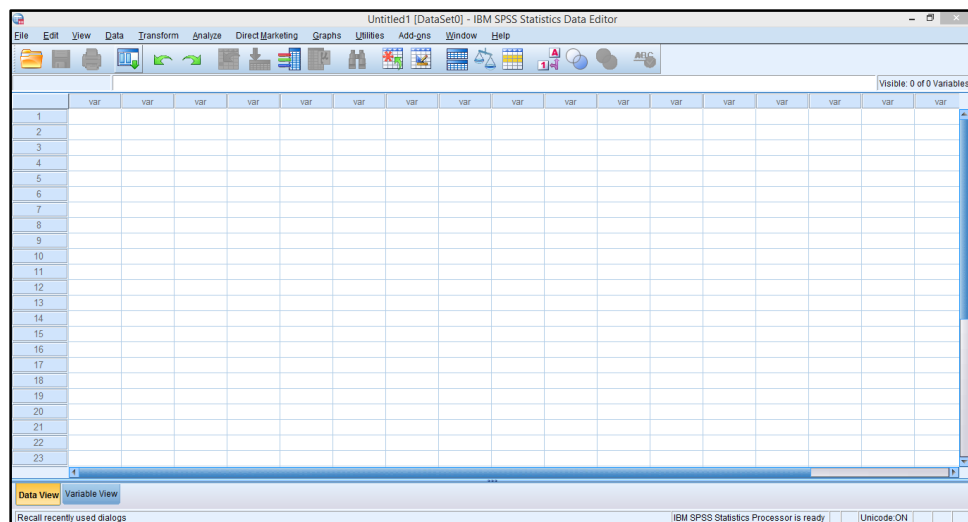 Untitled1 [DataSet0] - IBM SPSS Statistics Data Editor
File Edit View Data Transform Analyze Direct Marketing Graphs Utilities Add-ons Window Help
A
1 ABC
Visible: 0 of 0 Variables
var var var var var var var var var var var var var var var var var
1
2
3
4
5
6
7
8
9
10
11
12
13
14
15
16
17
18
19
20
21
22
23
Data View Variable View
Recall recently used dialogs IBM SPSS Statistics Processor is ready Unicode:ON